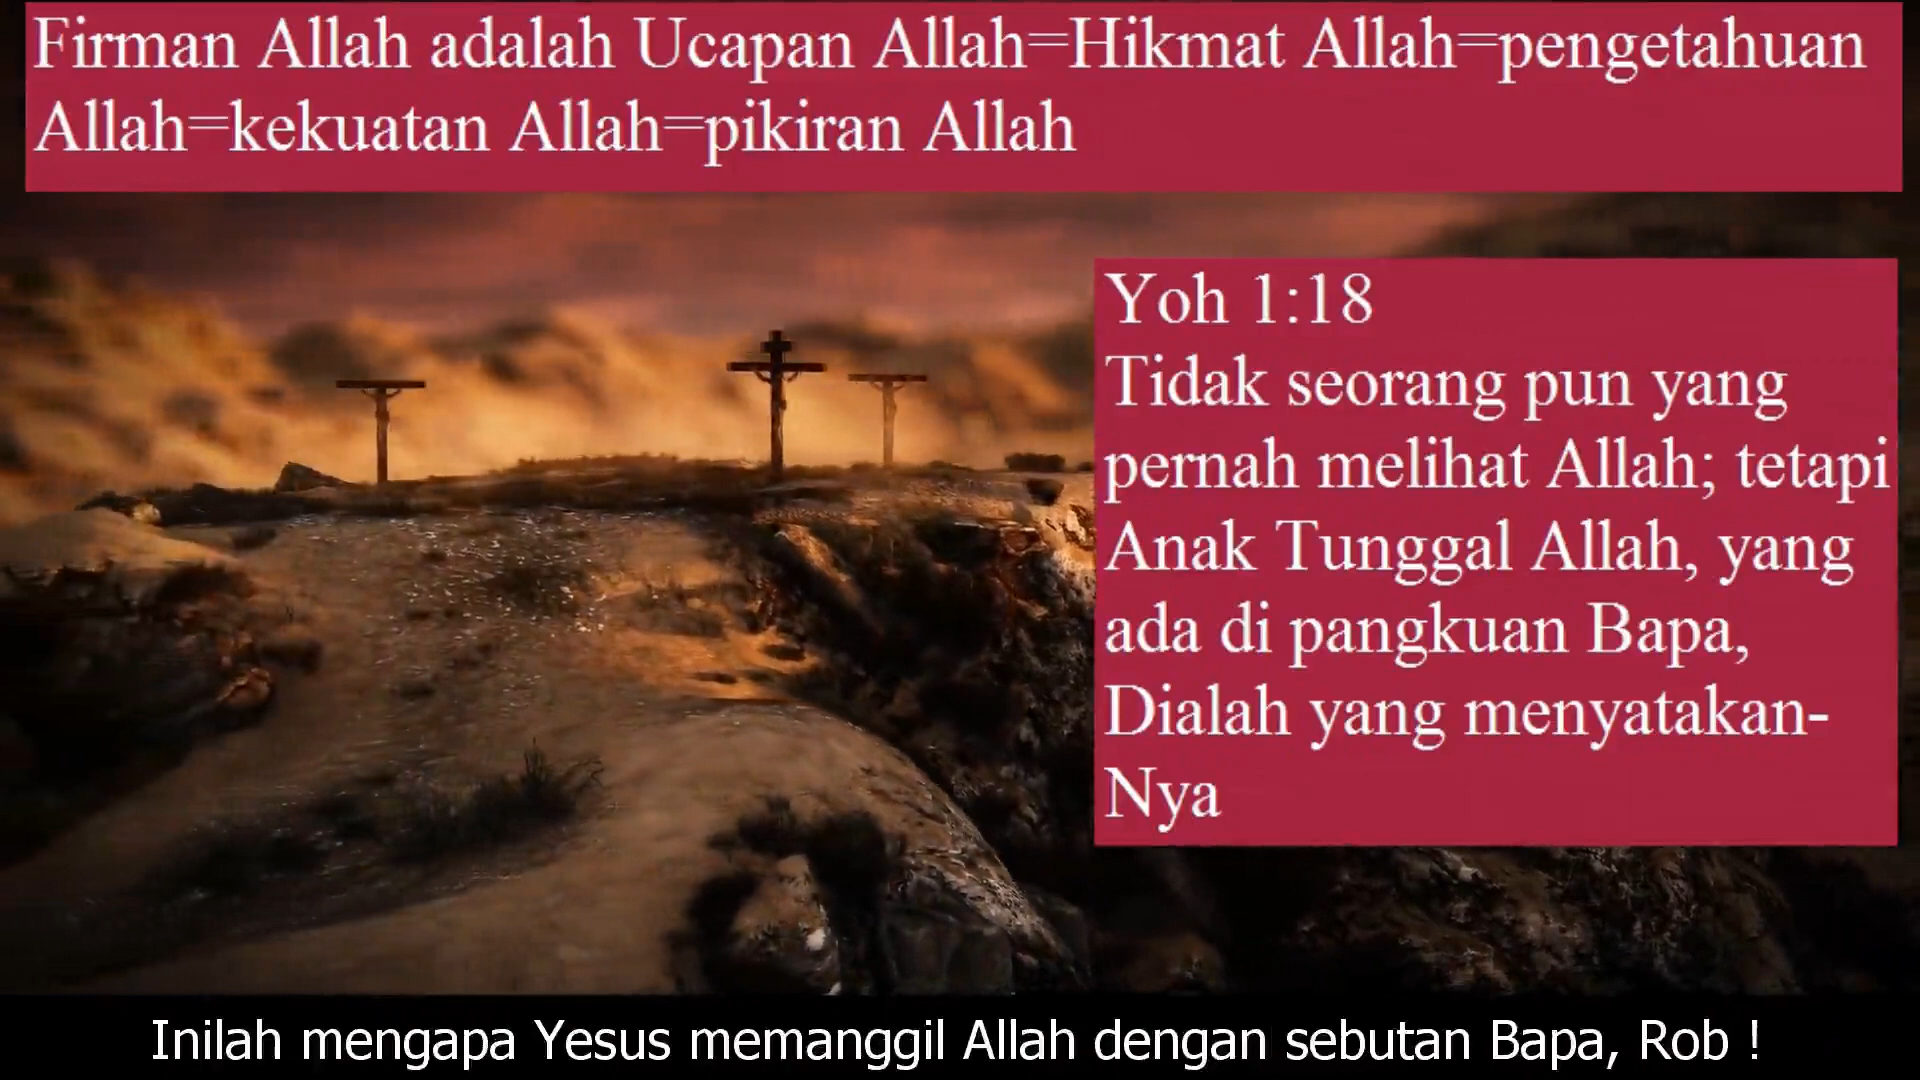 Firman Allah adalah Ucapan Allah=Hikmat Allah=pengetahuan
Allah=kekuatan Allah=pikiran Allah
Yoh 1:18
Tidak seorang pun yang
pernah melihat Allah; tetapi
Anak Tunggal Allah, yang
ada di pangkuan Bapa,
Dialah yang menyatakan-
Nya
Inilah mengapa Yesus memanggil Allah dengan sebutan Bapa, Rob !